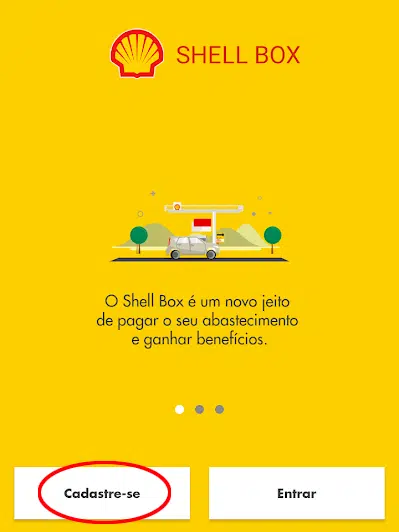 SHELL BOX
O Shell Box é um novo jeito
de pagar o seu abastecimento
e ganhar benefícios.
Cadastre-se
Entrar